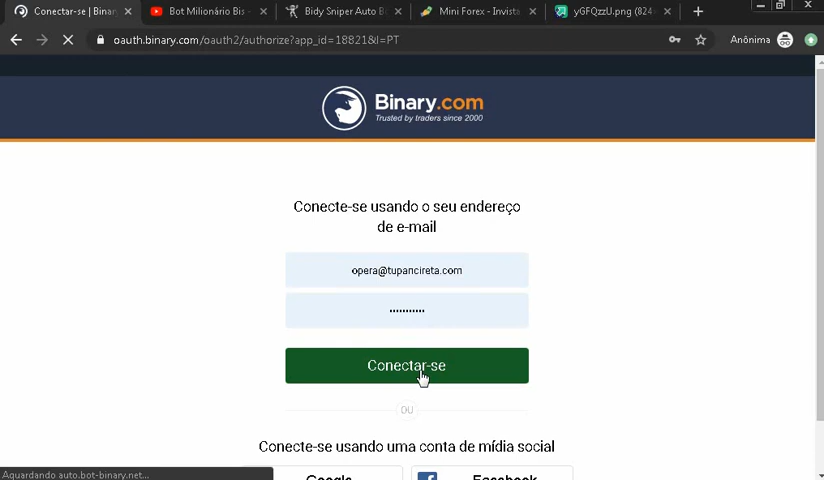 Conectar-se | Binar
Bot Milionário Bis
Bidy Sniper Auto B
Mini Forex - Invista
yGFQzzU.png (824×
oauth.binary.com/oauth2/authorize?app_id=18821&l=PT
Anônima
Binary.com
Trusted by traders since 2000
Conecte-se usando o seu endereço
de e-mail
opera@tupancireta.com
Conectar-se
OU
Conecte-se usando uma conta de mídia social
Google
Facebook
Aguardando auto.bot-binary.net...